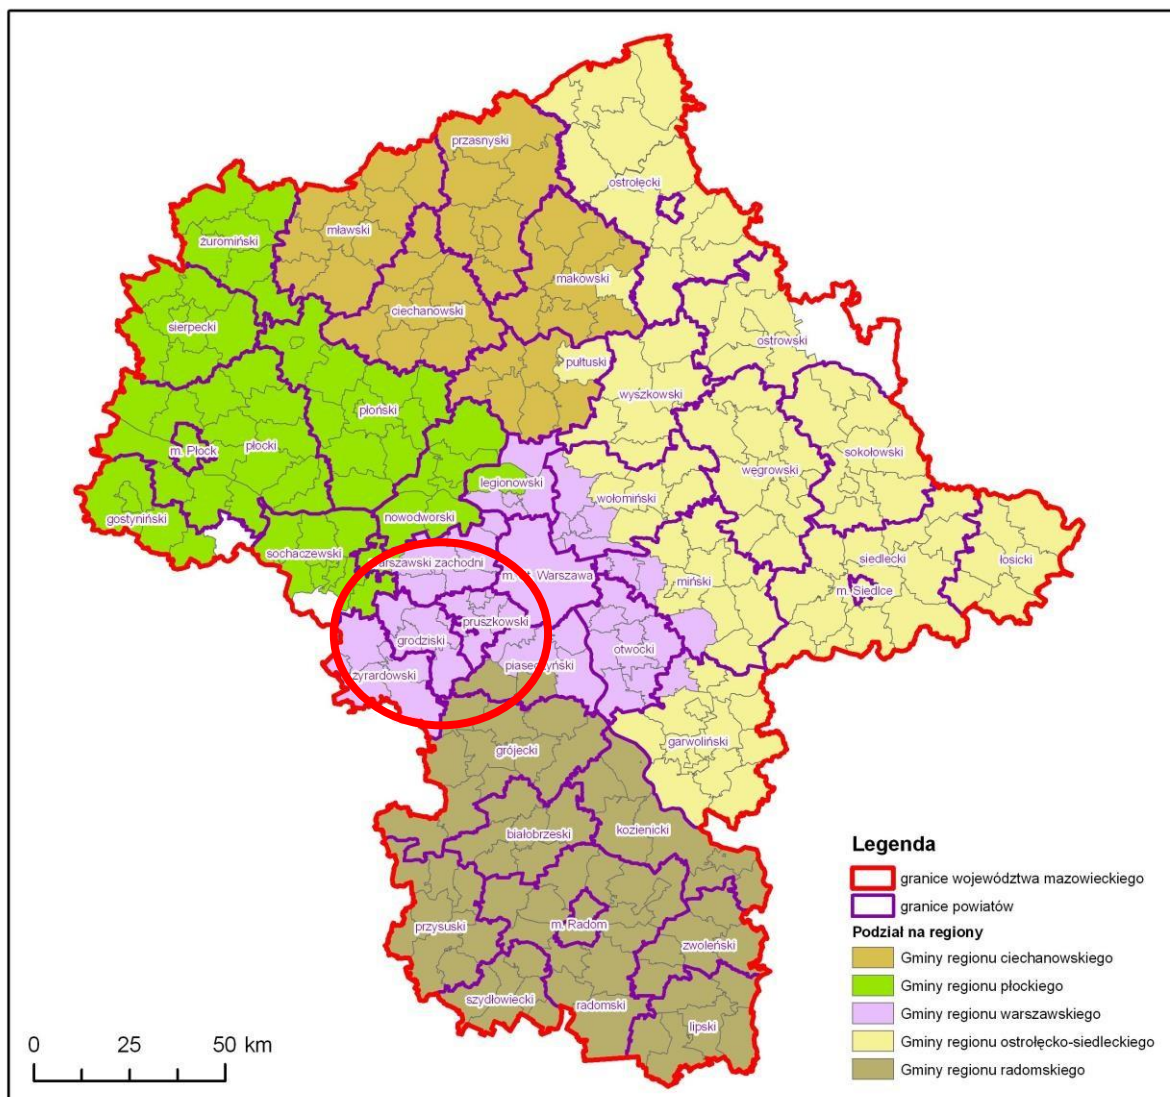 przasnyski
ostrołęcki
żuromiński
mławski
makowski
ciechanowski
sierpecki
ostrowski
pułtuski
wyszkowski
płoński
m. Płock
płocki
sokołowski
węgrowski
legionowski
wołomiński
gostyniński
nowodworski
sochaczewski
siedlecki
łosicki
arszawski zachodni
m. st. Warszawa
miński
m. Siedlce
pruszkowski
grodziski
otwocki
piaseczyński
żyrardowski
garwoliński
grójecki
białobrzeski
kozienicki
przysuski
m. Radom
zwoleński
szydłowiecki
radomski
lipski
Legenda
granice województwa mazowieckiego
granice powiatów
Podział na regiony
Gminy regionu ciechanowskiego
Gminy regionu płockiego
Gminy regionu warszawskiego
Gminy regionu ostrołęcko-siedleckiego
Gminy regionu radomskiego
0 25 50 km